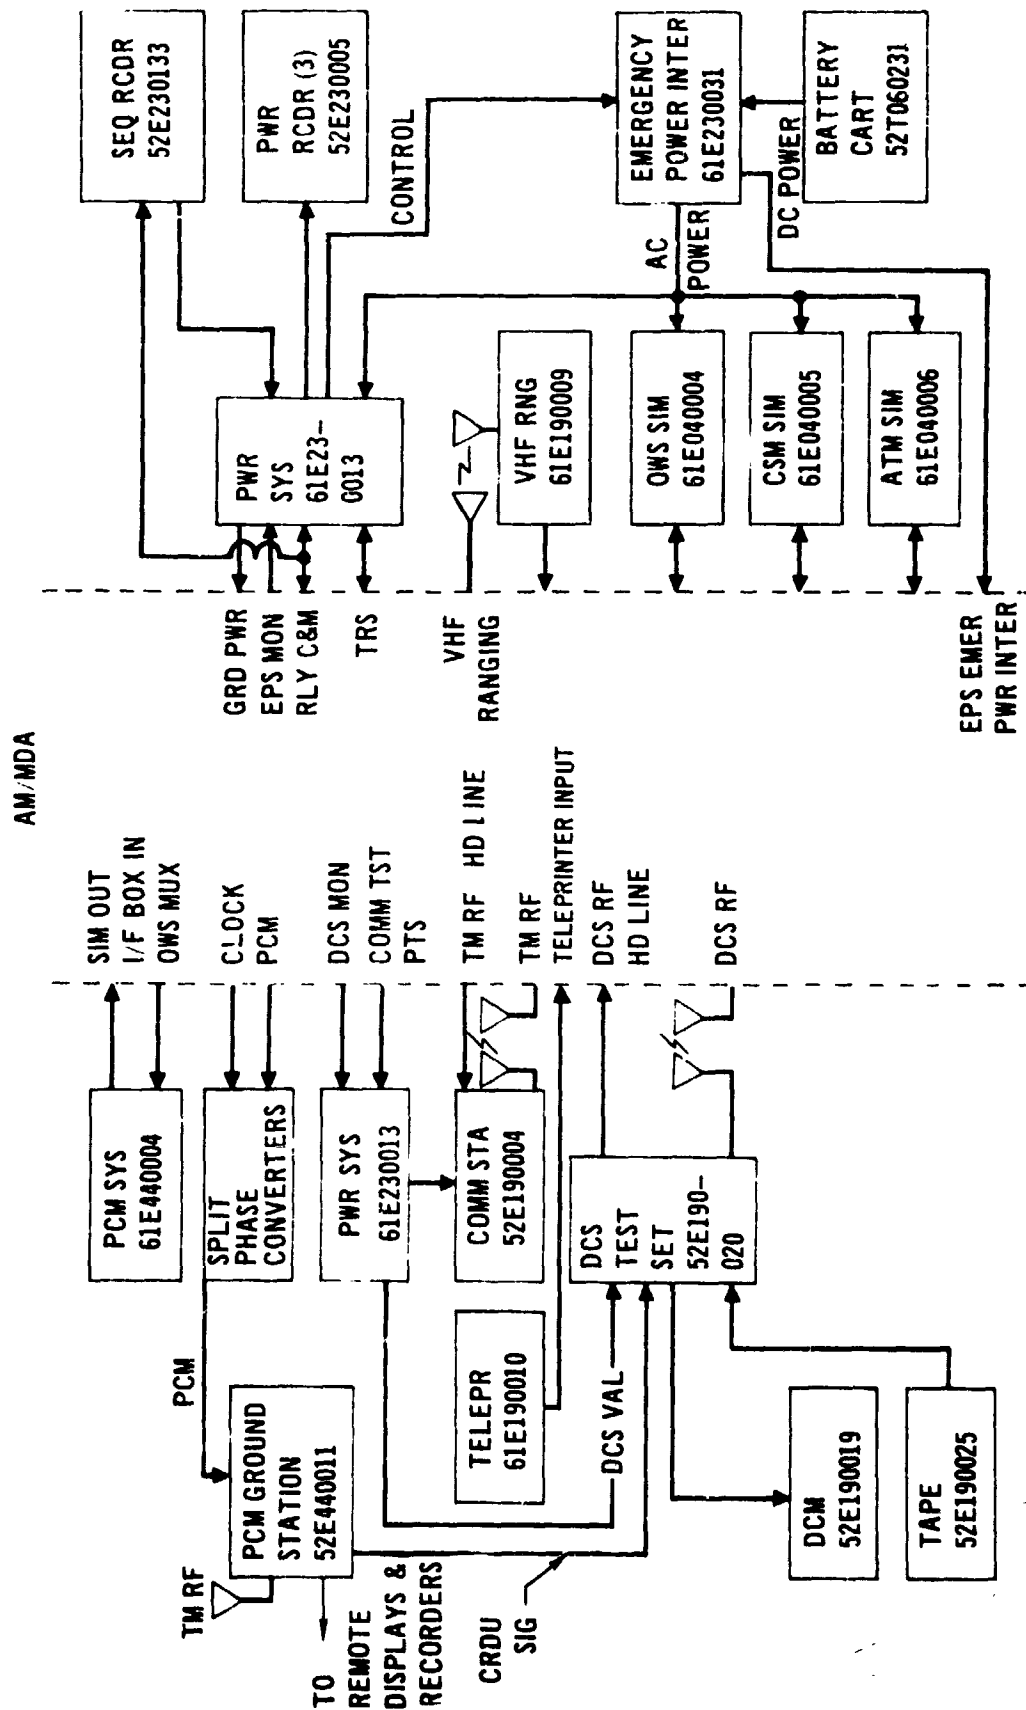 AM/MDA
TM RF
TO
REMOTE
DISPLAYS &
RECORDERS
PCM GROUND
STATION
52E440011
PCM
PCM SYS
61E440004
SIM OUT
I/F BOX IN
OWS MUX
SPLIT
PHASE
CONVERTERS
CLOCK
PCM
PWR SYS
61E230013
DCS MON
COMM TST
PTS
COMM STA
52E190004
TM RF HD LINE
TM RF
TELEPR
61E190010
TELEPRINTER INPUT
CRDU
SIG
DCS VAL
DCS
TEST
SET
52E190-
020
DCS RF
HD LINE
DCS RF
DCM
52E190019
TAPE
52E190025
SEQ RCDR
52E230133
PWR
RCDR (3)
52E230005
GRD PWR
EPS MON
RLY C&M
TRS
PWR
SYS
61E23-
0013
CONTROL
VHF
RANGING
VHF RNG
61E190009
EMERGENCY
POWER INTER
61E230031
AC
POWER
DC POWER
BATTERY
CART
52T060231
OWS SIM
61E040004
CSM SIM
61E040005
ATM SIM
61E040006
EPS EMER
PWR INTER